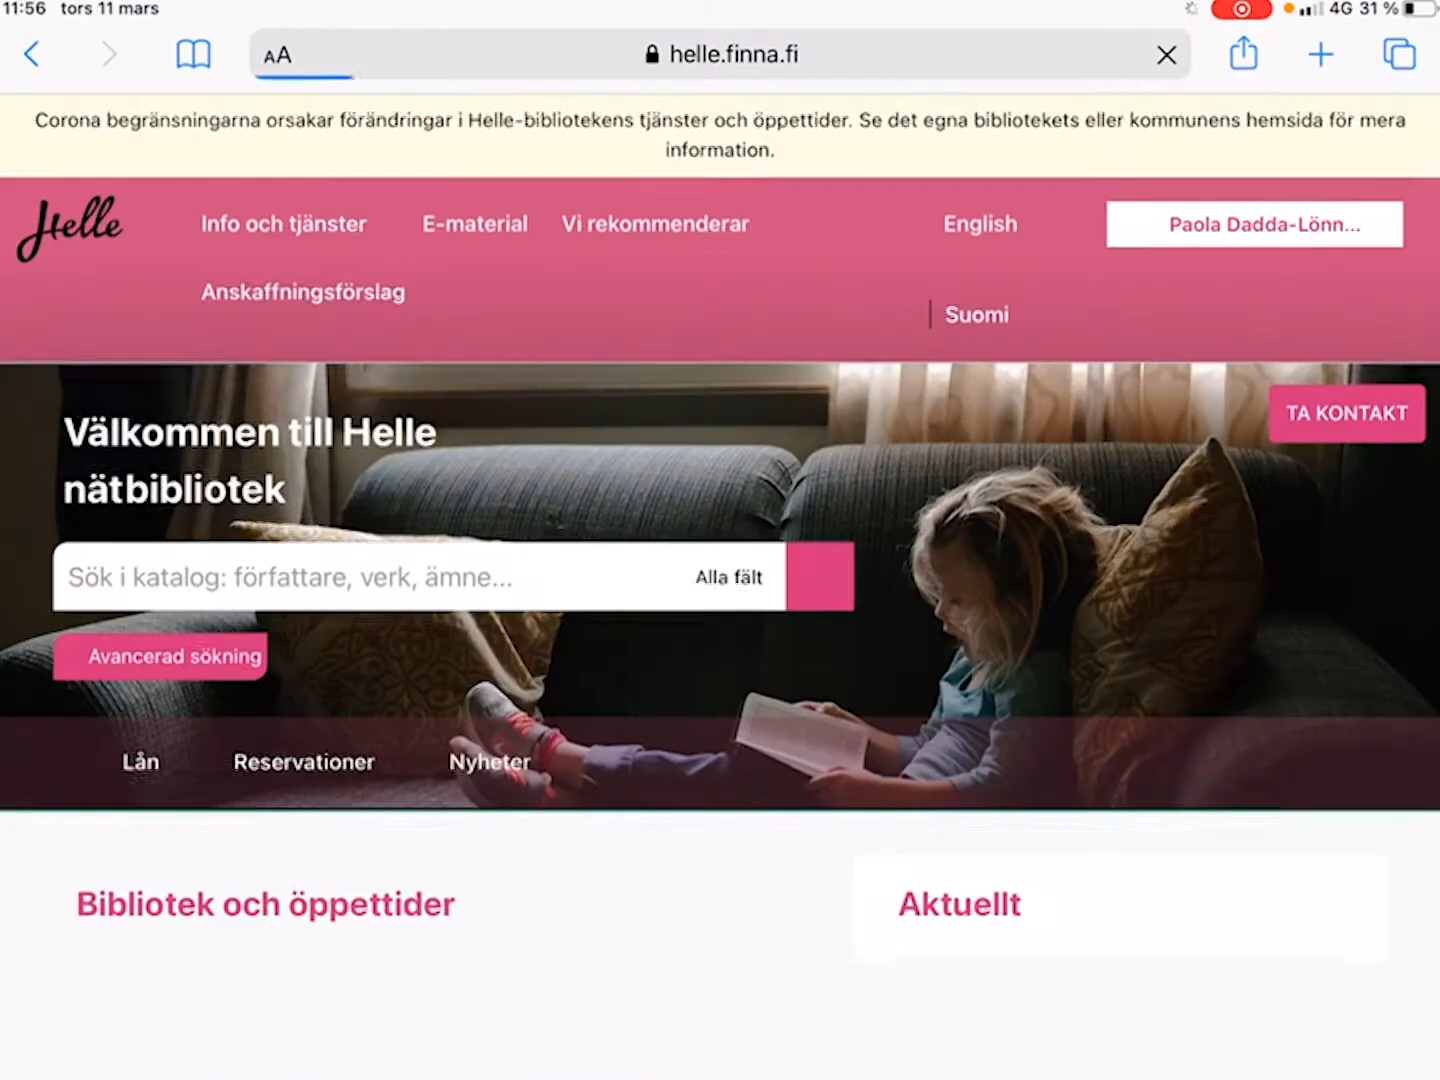 11:56 tors 11 mars
4G 31 %
AA
helle.finna.fi
Corona begränsningarna orsakar förändringar i Helle-bibliotekens tjänster och öppettider. Se det egna bibliotekets eller kommunens hemsida för mera
information.
Helle
Info och tjänster
E-material
Vi rekommenderar
English
Paola Dadda-Lönn...
Anskaffningsförslag
Suomi
TA KONTAKT
Välkommen till Helle
nätbibliotek
Sök i katalog: författare, verk, ämne...
Alla fält
Avancerad sökning
Lån
Reservationer
Nyheter
Bibliotek och öppettider
Aktuellt